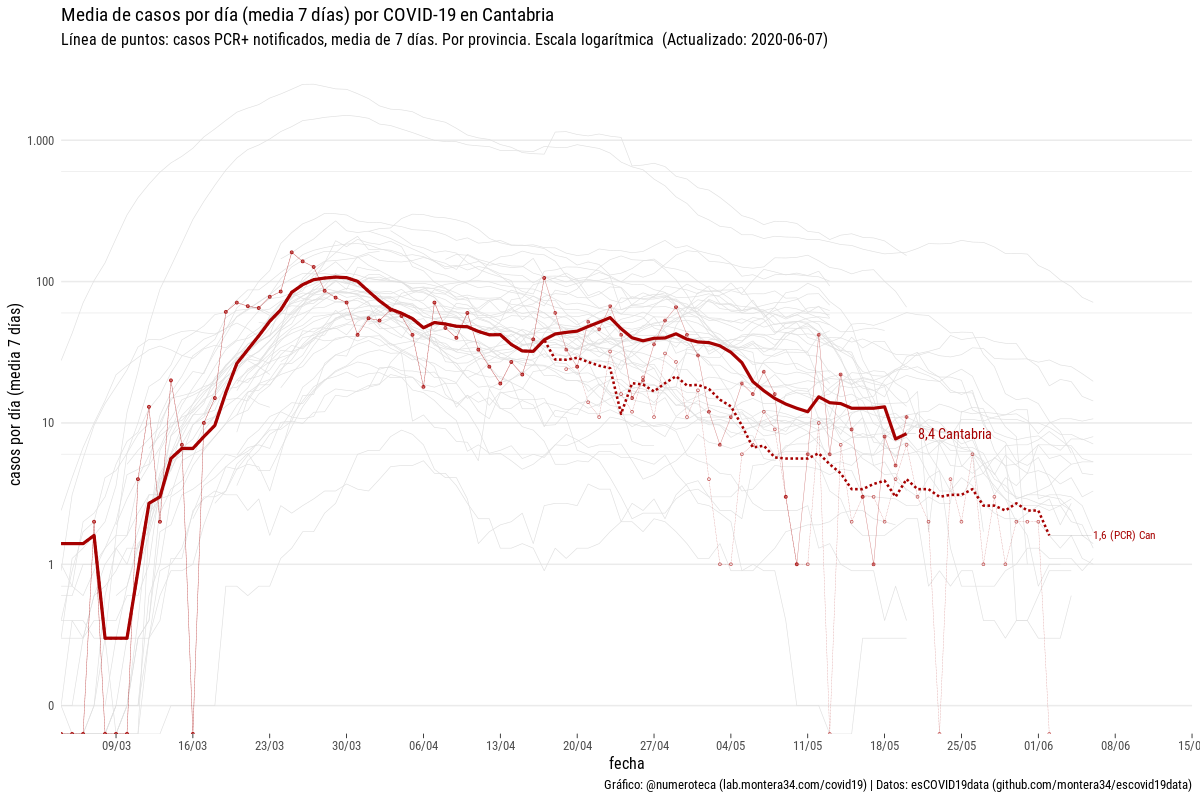 Media de casos por día (media 7 días) por COVID-19 en Cantabria
Línea de puntos: casos PCR+ notificados, media de 7 días. Por provincia. Escala logarítmica (Actualizado: 2020-06-07)
casos por día (media 7 días)
1.000
100
10
1
0
8,4 Cantabria
1,6 (PCR) Can
09/03
16/03
23/03
30/03
06/04
13/04
20/04
27/04
04/05
11/05
18/05
25/05
01/06
08/06
15/0
fecha
Gráfico: @numeroteca (lab.montera34.com/covid19) | Datos: esCOVID19data (github.com/montera34/escovid19data)